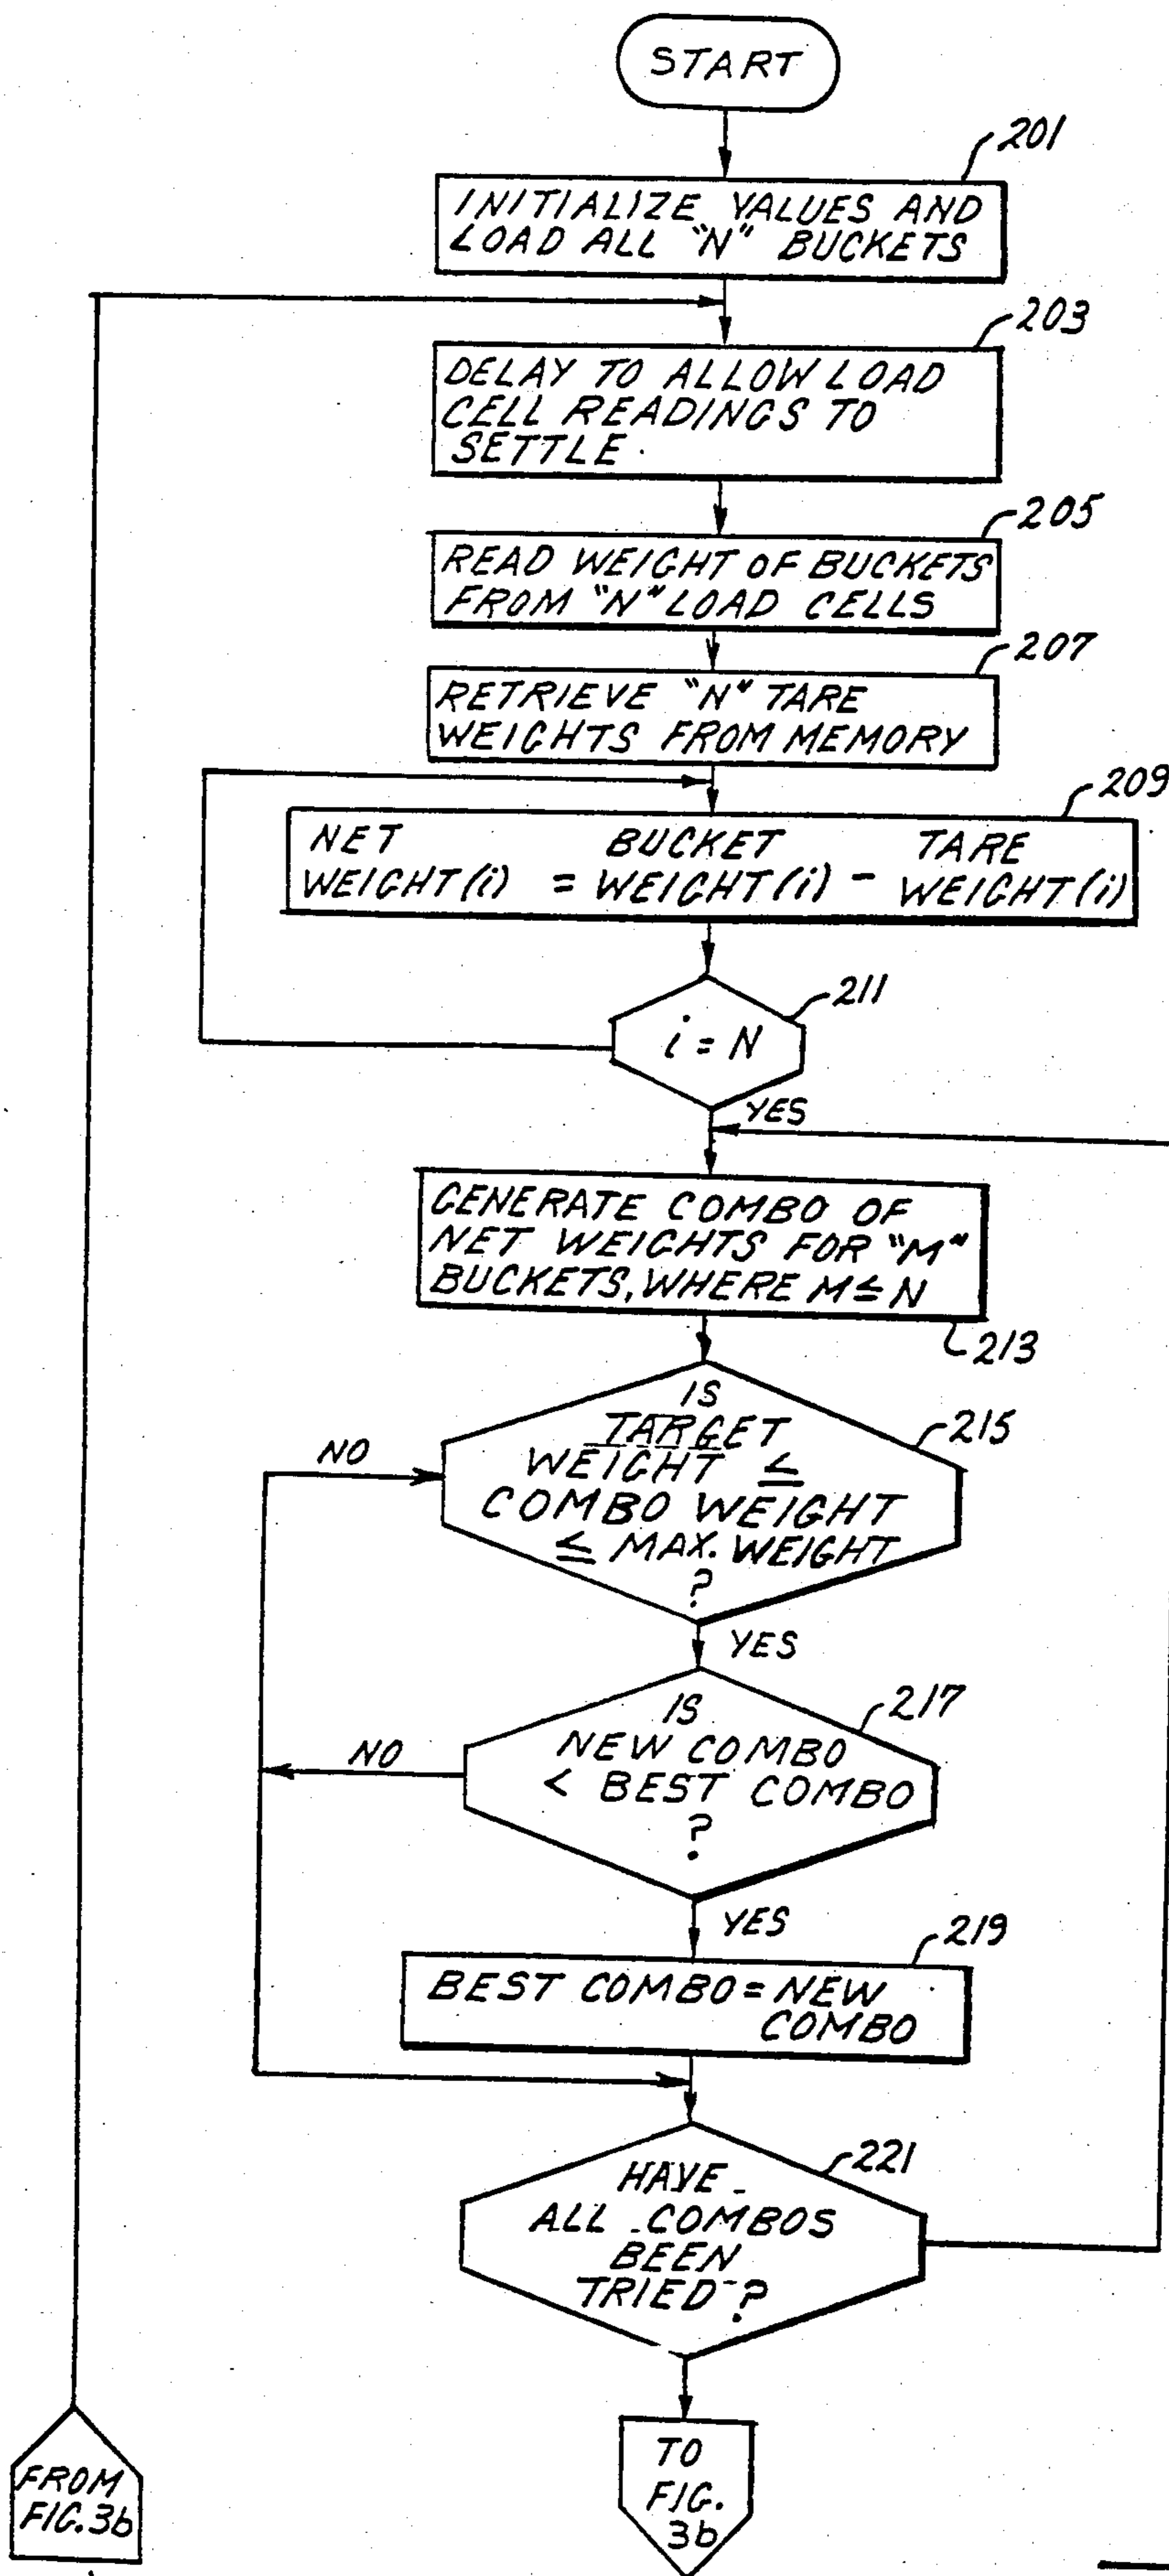 START
201
INITIALIZE VALUES AND
LOAD ALL "N" BUCKETS
203
DELAY TO ALLOW LOAD
CELL READINGS TO
SETTLE.
205
READ WEIGHT OF BUCKETS
FROM "N" LOAD CELLS
207
RETRIEVE "N" TARE
WEIGHTS FROM MEMORY
209
NET BUCKET TARE
WEIGHT(i) = WEIGHT(i) - WEIGHT(i)
211
i = N
YES
GENERATE COMBO OF
NET WEIGHTS FOR "M"
BUCKETS, WHERE M ≤ N
213
IS
TARGET
WEIGHT ≤
COMBO WEIGHT
≤ MAX. WEIGHT
?
215
NO
YES
217
IS
NEW COMBO
< BEST COMBO
?
NO
YES
219
BEST COMBO = NEW
COMBO
221
HAVE
ALL COMBOS
BEEN
TRIED ?
FROM
FIG. 3b
TO
FIG.
3b